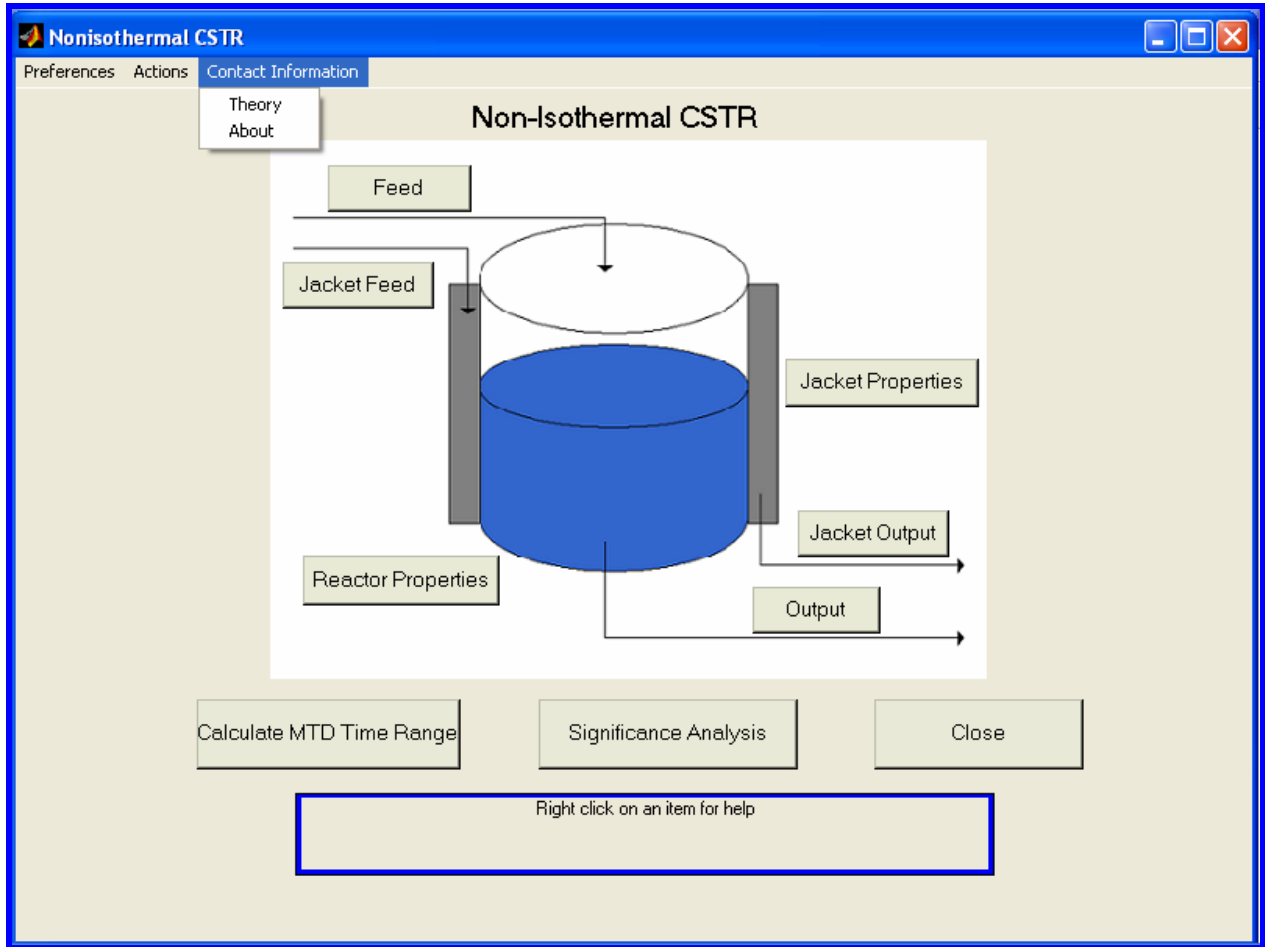 Nonisothermal CSTR
Preferences Actions Contact Information
Theory
About
Non-Isothermal CSTR
Feed
Jacket Feed
Jacket Properties
Jacket Output
Reactor Properties
Output
Calculate MTD Time Range
Significance Analysis
Close
Right click on an item for help